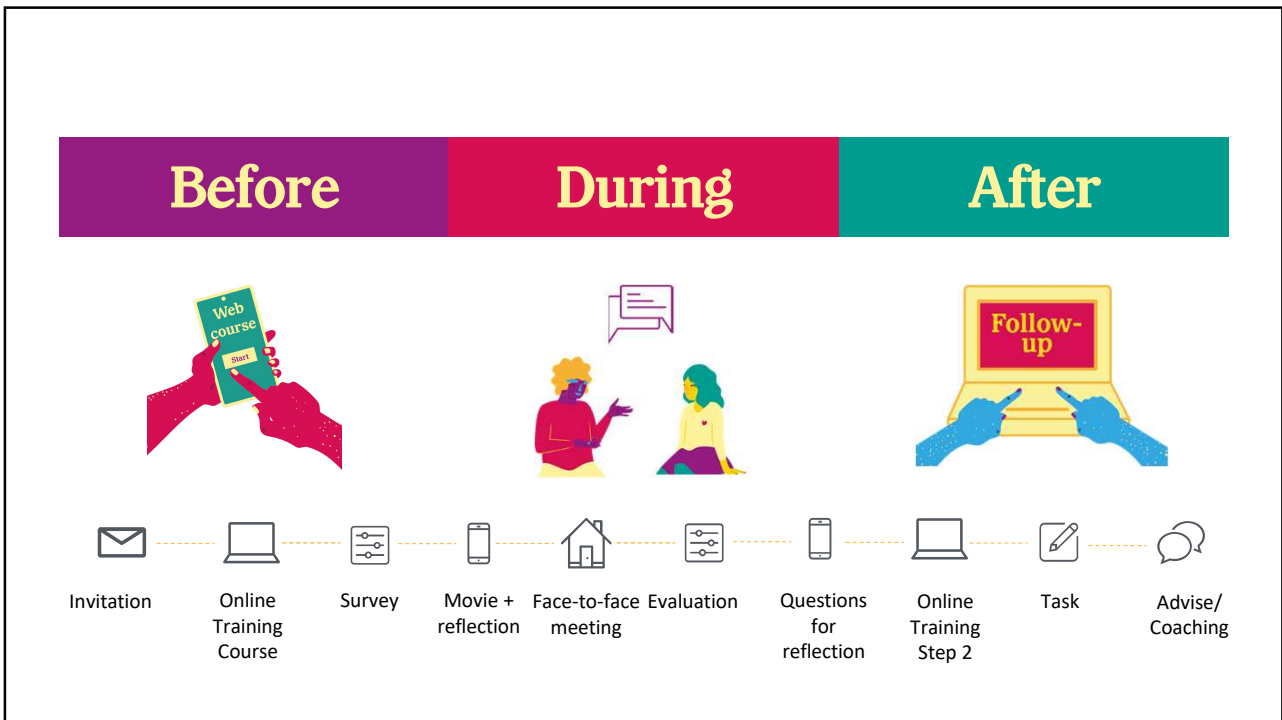 Before
During
After
Web
course
Start
Follow-
up
Invitation
Online
Training
Course
Survey
Movie +
reflection
Face-to-face
meeting
Evaluation
Questions
for
reflection
Online
Training
Step 2
Task
Advise/
Coaching